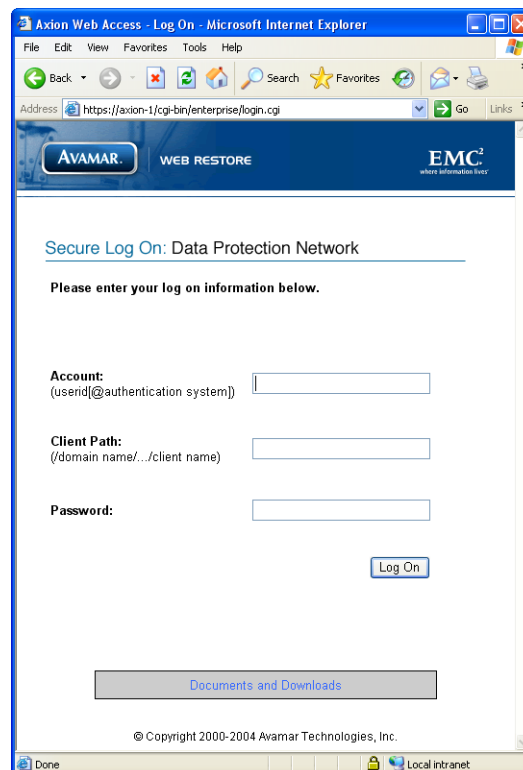 Axion Web Access - Log On - Microsoft Internet Explorer
File Edit View Favorites Tools Help
Back Search Favorites
Address https://axion-1/cgi-bin/enterprise/login.cgi Go Links
AVAMAR. WEB RESTORE EMC²
where information lives
Secure Log On: Data Protection Network
Please enter your log on information below.
Account:
(userid[@authentication system])
Client Path:
(/domain name/.../client name)
Password:
Log On
Documents and Downloads
© Copyright 2000-2004 Avamar Technologies, Inc.
Done Local intranet